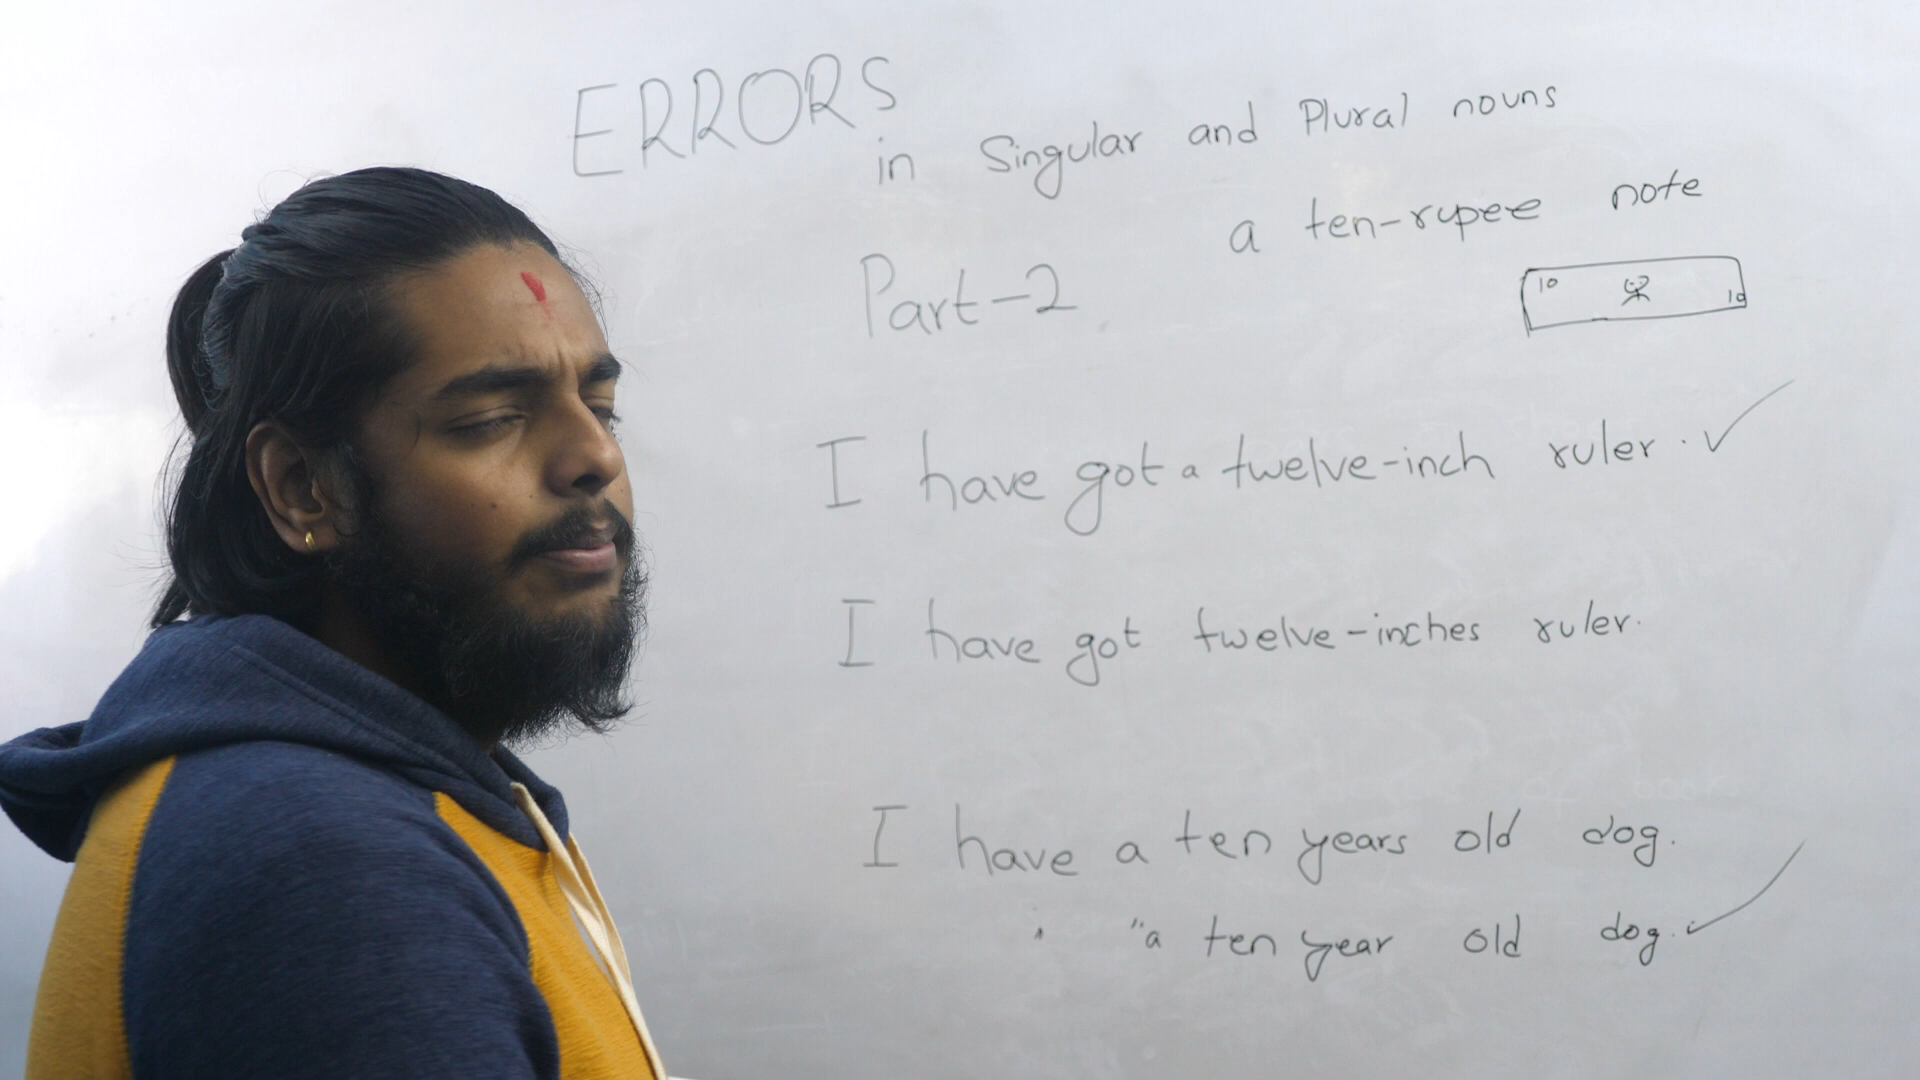 ERRORS
in Singular and Plural nouns
Part-2
a ten-rupee note
10 10
I have got a twelve-inch ruler. ✓
I have got twelve-inches ruler.
I have a ten years old dog.
" "a ten year old dog. ✓